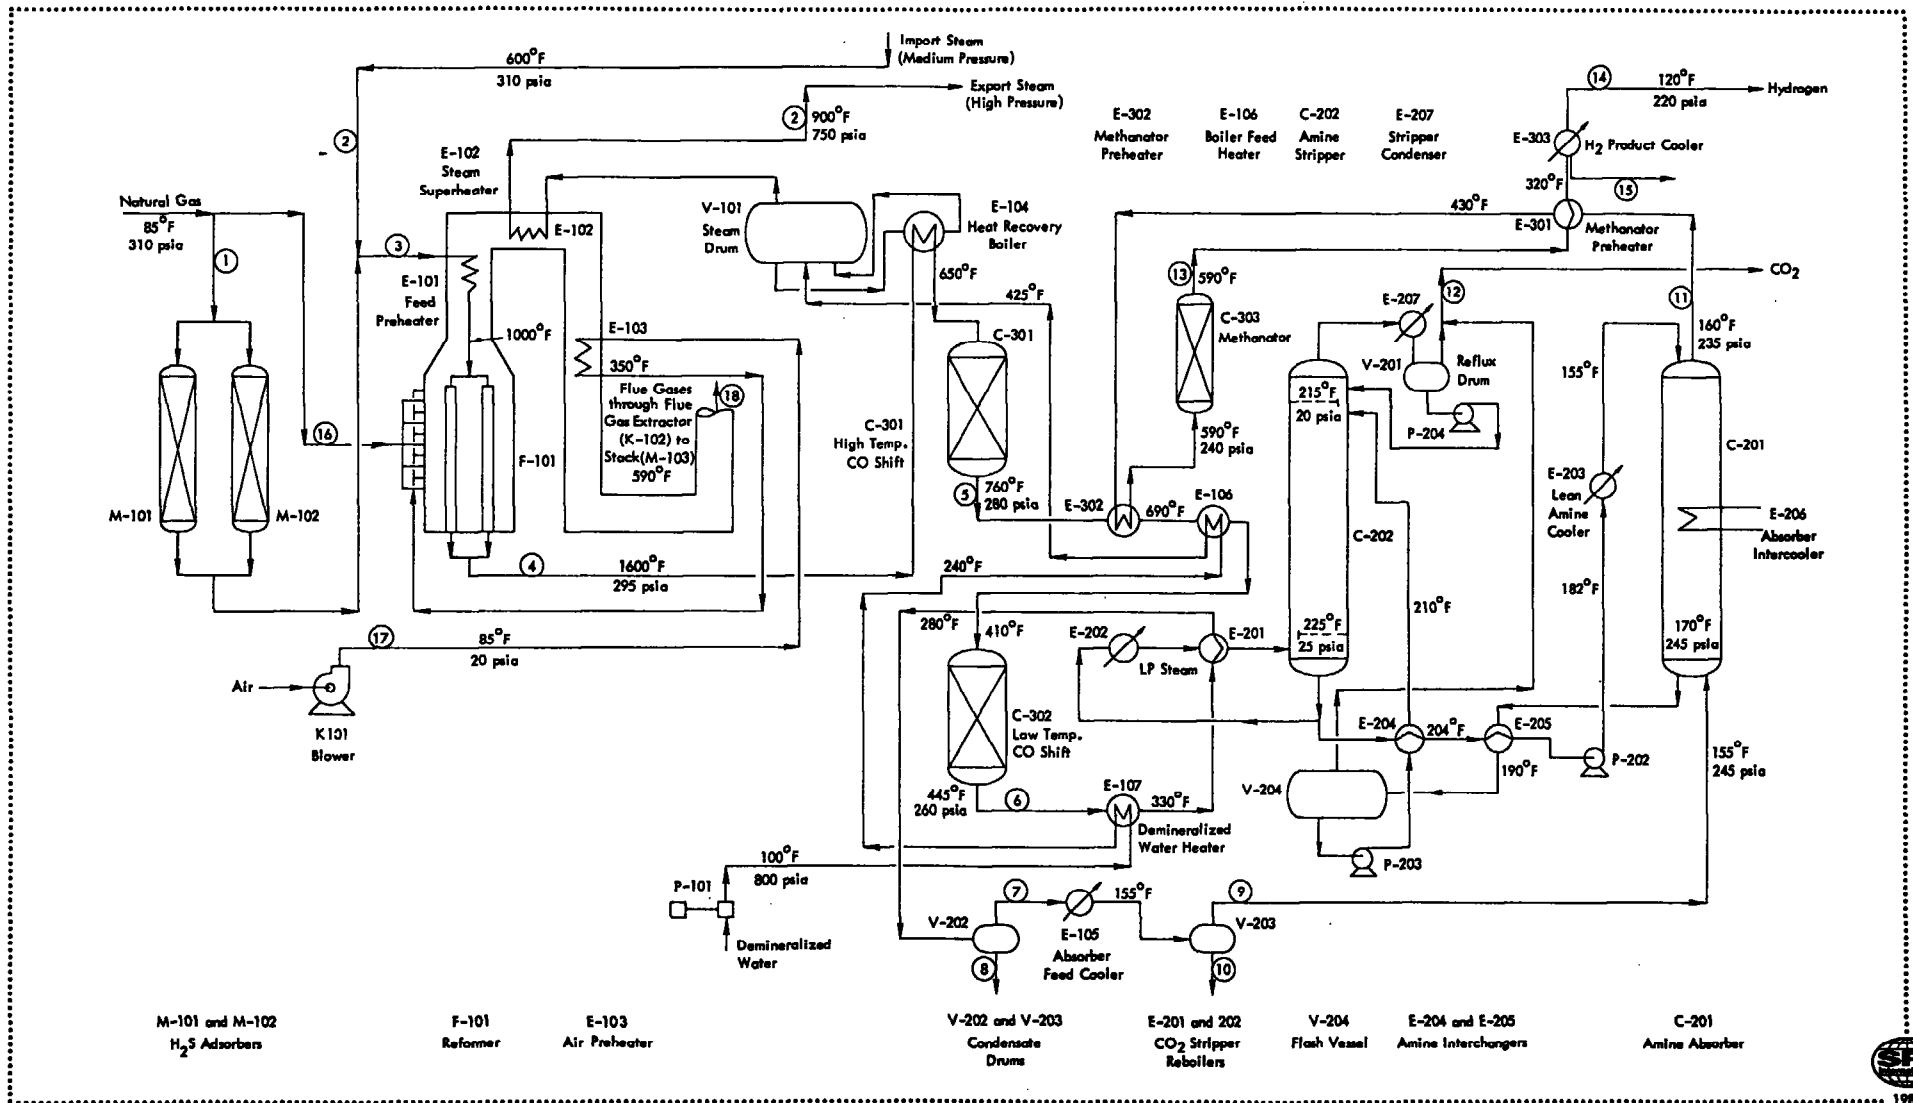 Import Steam
(Medium Pressure)
600°F
310 psia
Export Steam
(High Pressure)
2
900°F
750 psia
2
E-102
Steam
Superheater
E-302
Methanator
Preheater
E-106
Boiler Feed
Heater
C-202
Amine
Stripper
E-207
Stripper
Condenser
14
120°F
220 psia
Hydrogen
E-303
H2 Product Cooler
320°F
15
430°F
E-301
Methanator
Preheater
Natural Gas
85°F
310 psia
1
3
E-101
Feed
Preheater
E-102
V-101
Steam
Drum
E-104
Heat Recovery
Boiler
650°F
425°F
13
590°F
C-303
Methanator
E-207
12
CO2
11
160°F
235 psia
1000°F
E-103
350°F
Flue Gases
through Flue
Gas Extractor
(K-102) to
Stack(M-103)
590°F
18
C-301
C-301
High Temp.
CO Shift
V-201
Reflux
Drum
215°F
20 psia
P-204
155°F
C-201
16
F-101
M-101
M-102
590°F
240 psia
5
760°F
280 psia
E-302
690°F
E-106
C-202
E-203
Lean
Amine
Cooler
E-206
Absorber
Intercooler
4
1600°F
295 psia
240°F
182°F
210°F
17
85°F
20 psia
280°F
410°F
E-202
LP Steam
E-201
225°F
25 psia
170°F
245 psia
Air
K101
Blower
C-302
Low Temp.
CO Shift
E-204
204°F
E-205
190°F
P-202
155°F
245 psia
445°F
260 psia
6
E-107
330°F
Demineralized
Water Heater
V-204
P-203
100°F
800 psia
P-101
Demineralized
Water
7
155°F
9
V-202
E-105
Absorber
Feed Cooler
V-203
8
10
M-101 and M-102
H2S Adsorbers
F-101
Reformer
E-103
Air Preheater
V-202 and V-203
Condensate
Drums
E-201 and 202
CO2 Stripper
Reboilers
V-204
Flash Vessel
E-204 and E-205
Amine Interchangers
C-201
Amine Absorber